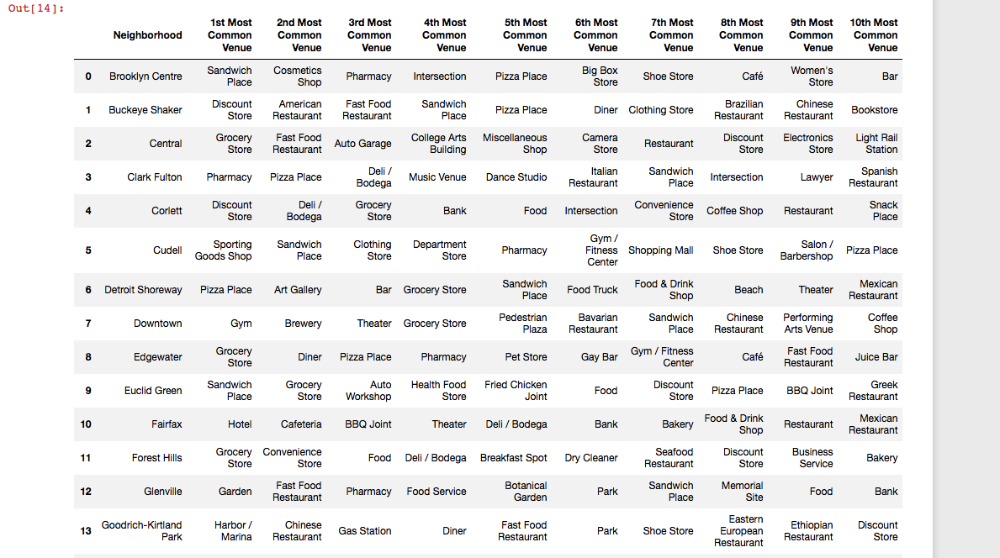 Out[14]:
Neighborhood 1st Most Common Venue 2nd Most Common Venue 3rd Most Common Venue 4th Most Common Venue 5th Most Common Venue 6th Most Common Venue 7th Most Common Venue 8th Most Common Venue 9th Most Common Venue 10th Most Common Venue
0 Brooklyn Centre Sandwich Place Cosmetics Shop Pharmacy Intersection Pizza Place Big Box Store Shoe Store Café Women's Store Bar
1 Buckeye Shaker Discount Store American Restaurant Fast Food Restaurant Sandwich Place Pizza Place Diner Clothing Store Brazilian Restaurant Chinese Restaurant Bookstore
2 Central Grocery Store Fast Food Restaurant Auto Garage College Arts Building Miscellaneous Shop Camera Store Restaurant Discount Store Electronics Store Light Rail Station
3 Clark Fulton Pharmacy Pizza Place Deli / Bodega Music Venue Dance Studio Italian Restaurant Sandwich Place Intersection Lawyer Spanish Restaurant
4 Corlett Discount Store Deli / Bodega Grocery Store Bank Food Intersection Convenience Store Coffee Shop Restaurant Snack Place
5 Cudell Sporting Goods Shop Sandwich Place Clothing Store Department Store Pharmacy Gym / Fitness Center Shopping Mall Shoe Store Salon / Barbershop Pizza Place
6 Detroit Shoreway Pizza Place Art Gallery Bar Grocery Store Sandwich Place Food Truck Food & Drink Shop Beach Theater Mexican Restaurant
7 Downtown Gym Brewery Theater Grocery Store Pedestrian Plaza Bavarian Restaurant Sandwich Place Chinese Restaurant Performing Arts Venue Coffee Shop
8 Edgewater Grocery Store Diner Pizza Place Pharmacy Pet Store Gay Bar Gym / Fitness Center Café Fast Food Restaurant Juice Bar
9 Euclid Green Sandwich Place Grocery Store Auto Workshop Health Food Store Fried Chicken Joint Food Discount Store Pizza Place BBQ Joint Greek Restaurant
10 Fairfax Hotel Cafeteria BBQ Joint Theater Deli / Bodega Bank Bakery Food & Drink Shop Restaurant Mexican Restaurant
11 Forest Hills Grocery Store Convenience Store Food Deli / Bodega Breakfast Spot Dry Cleaner Seafood Restaurant Discount Store Business Service Bakery
12 Glenville Garden Fast Food Restaurant Pharmacy Food Service Botanical Garden Park Sandwich Place Memorial Site Food Bank
13 Goodrich-Kirtland Park Harbor / Marina Chinese Restaurant Gas Station Diner Fast Food Restaurant Park Shoe Store Eastern European Restaurant Ethiopian Restaurant Discount Store